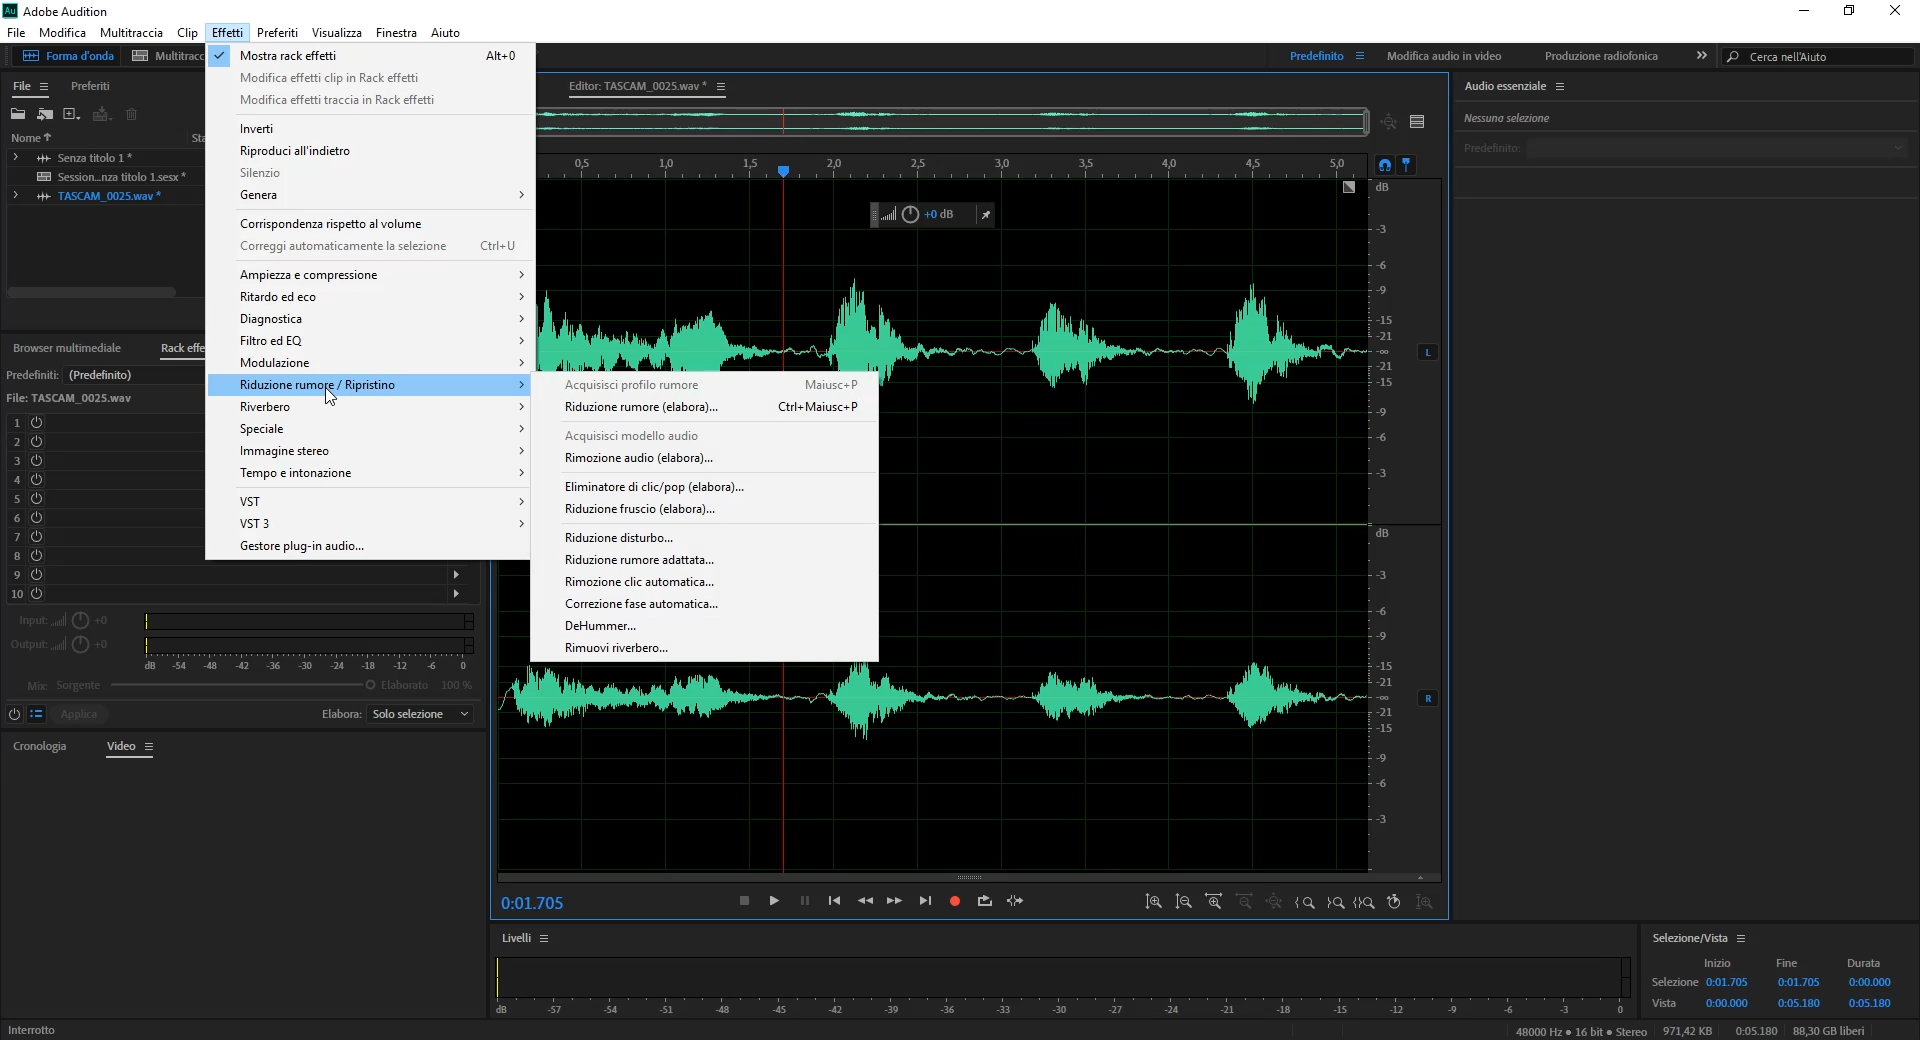 Au Adobe Audition
File Modifica Multitraccia Clip Effetti Preferiti Visualizza Finestra Aiuto
Forma d'onda Multitracc Predefinito Modifica audio in video Produzione radiofonica Cerca nell'Aiuto
Mostra rack effetti Alt+0
Modifica effetti clip in Rack effetti
Modifica effetti traccia in Rack effetti
Inverti
Riproduci all'indietro
Silenzio
Genera
Corrispondenza rispetto al volume
Correggi automaticamente la selezione Ctrl+U
Ampiezza e compressione
Ritardo ed eco
Diagnostica
Filtro ed EQ
Modulazione
Riduzione rumore / Ripristino
Riverbero
Speciale
Immagine stereo
Tempo e intonazione
VST
VST 3
Gestore plug-in audio...
Acquisisci profilo rumore Maiusc+P
Riduzione rumore (elabora)... Ctrl+Maiusc+P
Acquisisci modello audio
Rimozione audio (elabora)...
Eliminatore di clic/pop (elabora)...
Riduzione fruscio (elabora)...
Riduzione disturbo...
Riduzione rumore adattata...
Rimozione clic automatica...
Correzione fase automatica...
DeHummer...
Rimuovi riverbero...
File Preferiti
Nome Sta
Senza titolo 1 *
Session...nza titolo 1.sesx *
TASCAM_0025.wav *
Browser multimediale Rack effe
Predefiniti: (Predefinito)
File: TASCAM_0025.wav
1
2
3
4
5
6
7
8
9
10
Input: +0
Output: +0
dB -54 -48 -42 -36 -30 -24 -18 -12 -6 0
Mix: Sorgente Elaborato 100 %
Applica Elabora: Solo selezione
Cronologia Video
Editor: TASCAM_0025.wav *
0,5 1,0 1,5 2,0 2,5 3,0 3,5 4,0 4,5 5,0
+0 dB
dB
-3
-6
-9
-15
-21
-∞
-21
-15
-9
-6
-3
L
dB
-3
-6
-9
-15
-21
-∞
-21
-15
-9
-6
-3
R
0:01.705
Livelli
dB -57 -54 -51 -48 -45 -42 -39 -36 -33 -30 -27 -24 -21 -18 -15 -12 -9 -6 -3 0
Audio essenziale
Nessuna selezione
Predefinito:
Selezione/Vista
Inizio Fine Durata
Selezione 0:01.705 0:01.705 0:00.000
Vista 0:00.000 0:05.180 0:05.180
Interrotto 48000 Hz ● 16 bit ● Stereo 971,42 KB 0:05.180 88,30 GB liberi